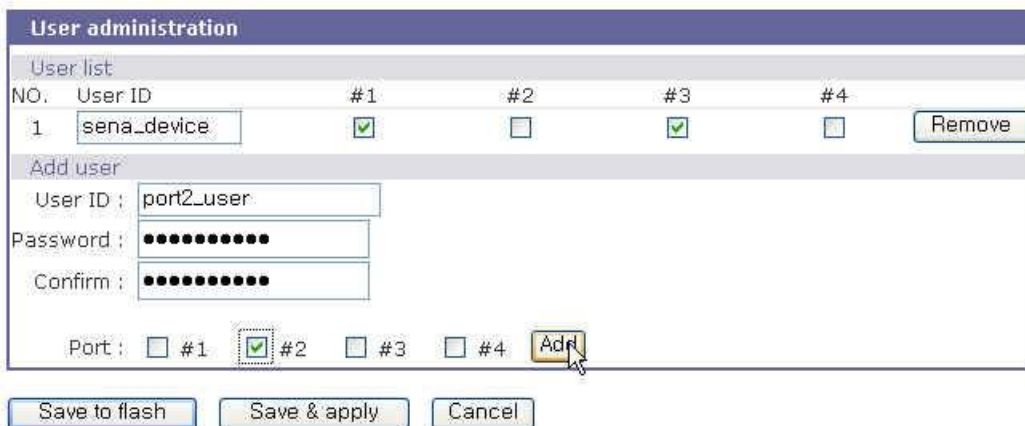 User administration
User list
NO. User ID #1 #2 #3 #4
1 sena_device Remove
Add user
User ID : port2_user
Password : ●●●●●●●●●●
Confirm : ●●●●●●●●●●
Port : #1 #2 #3 #4 Add
Save to flash Save & apply Cancel